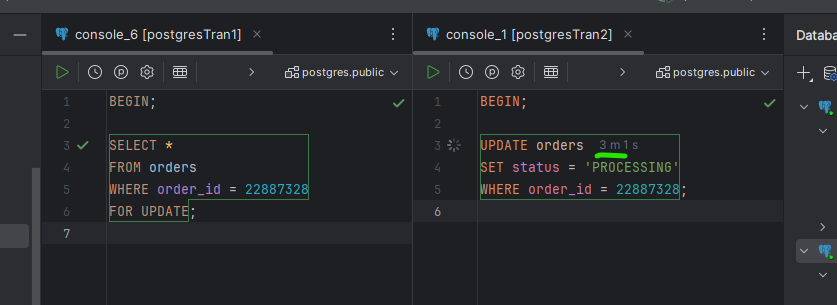 console_6 [postgresTran1]
console_1 [postgresTran2]
Databa
postgres.public
postgres.public
1 BEGIN;
2
3 SELECT *
4 FROM orders
5 WHERE order_id = 22887328
6 FOR UPDATE;
7
1 BEGIN;
2
3 UPDATE orders 3 m 1 s
4 SET status = 'PROCESSING'
5 WHERE order_id = 22887328;
6